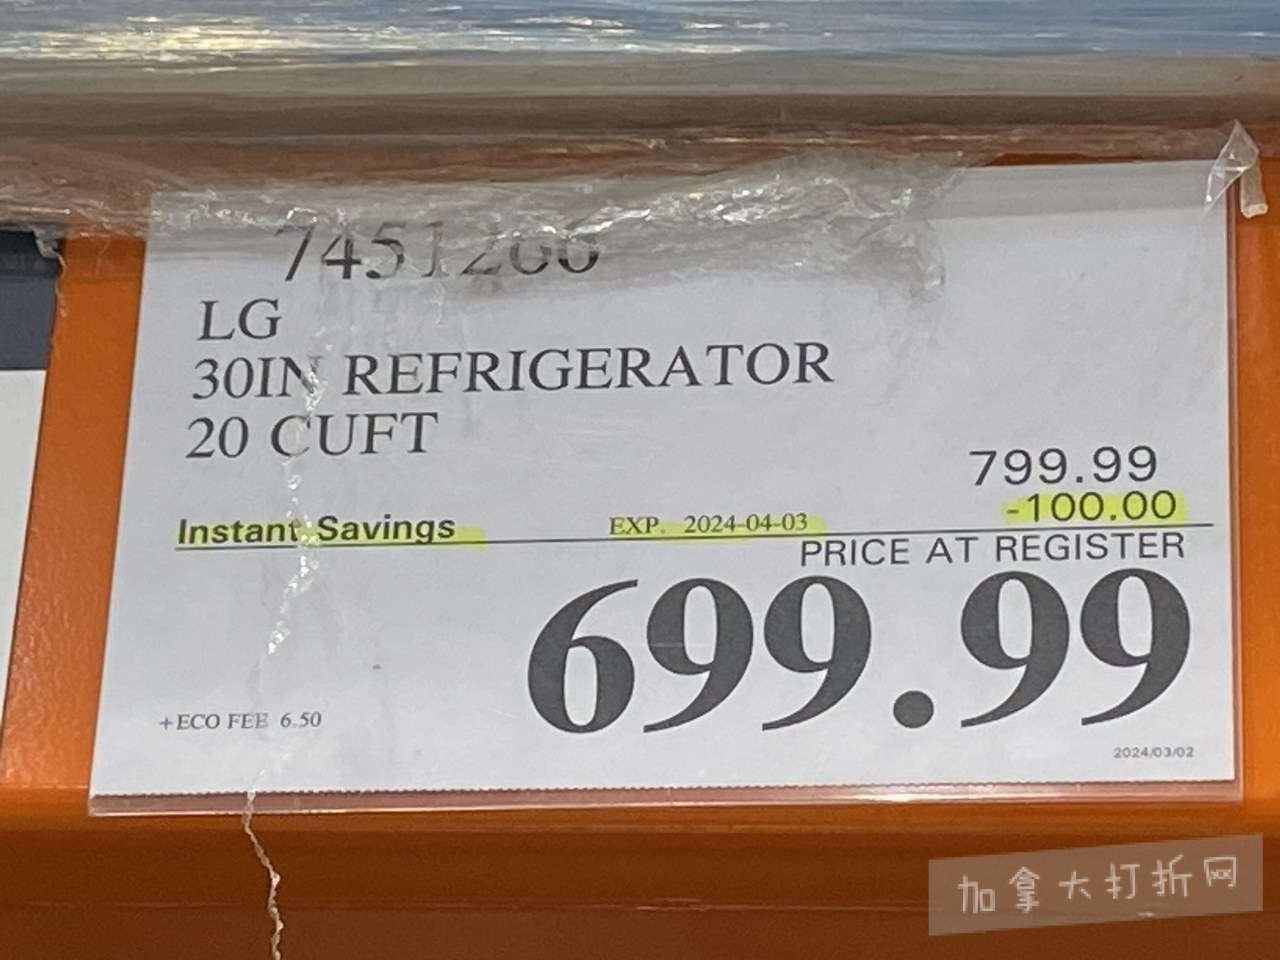 LG
30IN REFRIGERATOR
20 CUFT
799.99
-100.00
Instant Savings EXP. 2024-04-03
PRICE AT REGISTER
699.99
+ECO FEE 6.50
2024/03/02
加拿大打折网